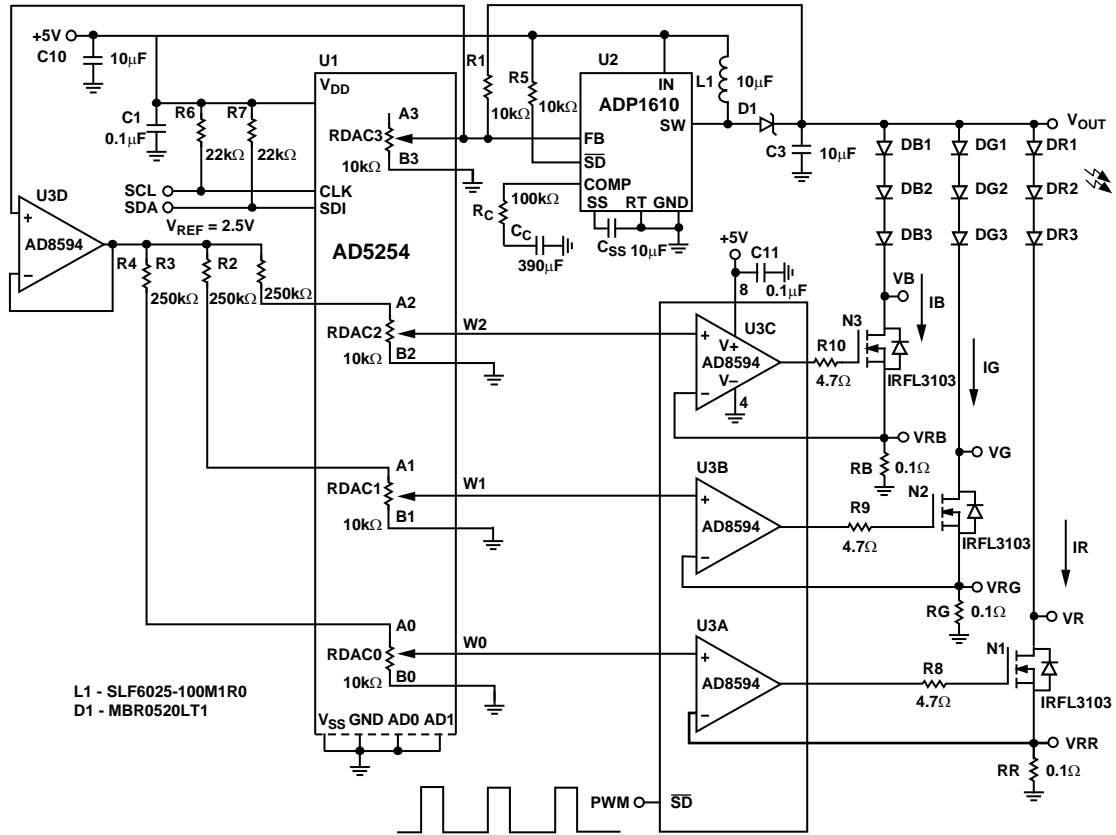 +5V
C10
10µF
C1
0.1µF
R6
22kΩ
R7
22kΩ
SCL
SDA
VREF = 2.5V
U3D
+
AD8594
−
R4
R3
250kΩ
R2
250kΩ
250kΩ
U1
VDD
A3
RDAC3
10kΩ
B3
CLK
SDI
AD5254
A2
RDAC2
10kΩ
B2
A1
RDAC1
10kΩ
B1
A0
RDAC0
10kΩ
B0
VSS GND AD0 AD1
W2
W1
W0
R1
10kΩ
R5
10kΩ
U2
IN
ADP1610
SW
FB
SD
COMP
SS
RT
GND
100kΩ
RC
CC
390µF
CSS 10µF
L1
10µF
D1
C3
10µF
VOUT
DB1
DG1
DR1
DB2
DG2
DR2
DB3
DG3
DR3
+5V
C11
8
0.1µF
U3C
+
V+
AD8594
V−
−
4
R10
4.7Ω
VB
IB
N3
IRFL3103
VRB
RB
0.1Ω
IG
VG
U3B
+
AD8594
−
R9
4.7Ω
N2
IRFL3103
VRG
RG
0.1Ω
IR
VR
U3A
+
AD8594
−
R8
4.7Ω
N1
IRFL3103
VRR
RR
0.1Ω
L1 - SLF6025-100M1R0
D1 - MBR0520LT1
PWM
SD